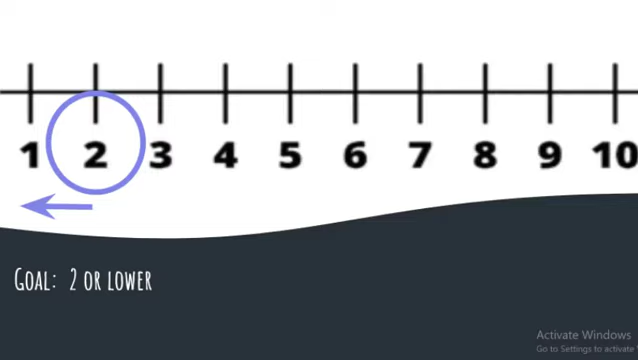 1 2 3 4 5 6 7 8 9 10
Goal: 2 or lower
Activate Windows
Go to Settings to activate